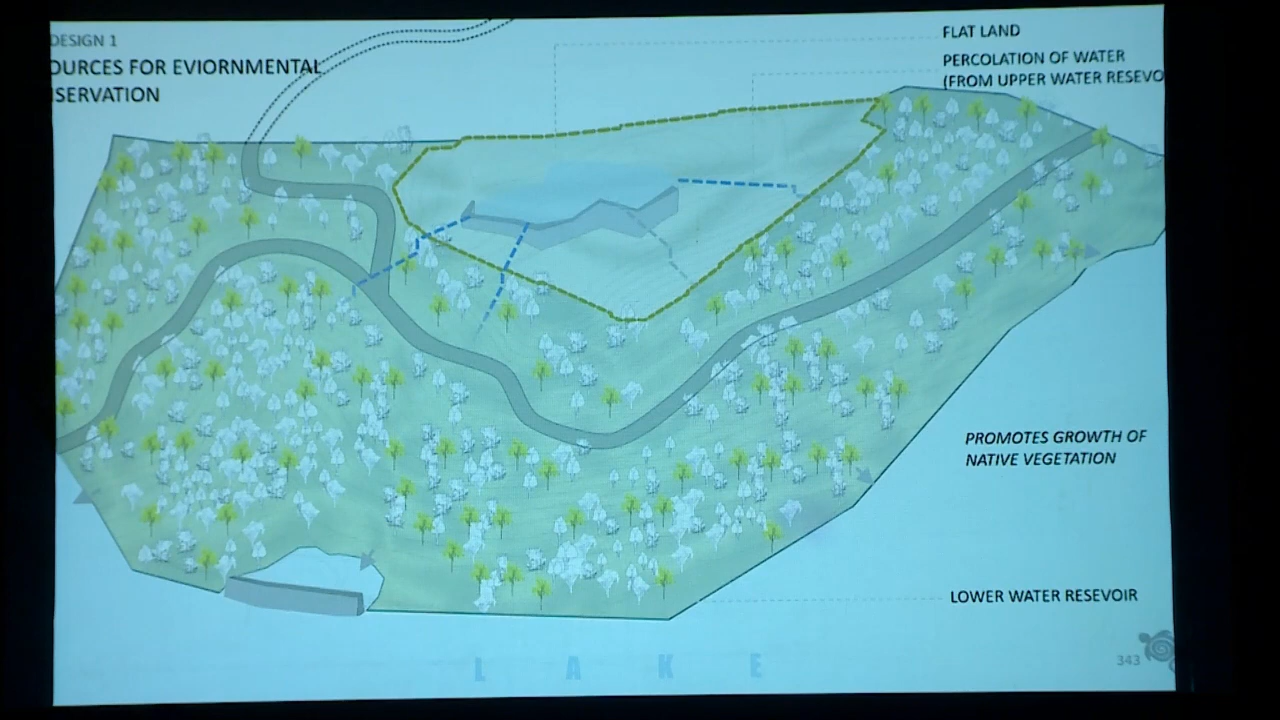 DESIGN 1
OURCES FOR EVIORNMENTAL
SERVATION
FLAT LAND
PERCOLATION OF WATER
(FROM UPPER WATER RESEVO
PROMOTES GROWTH OF
NATIVE VEGETATION
LOWER WATER RESEVOIR
LAKE
343